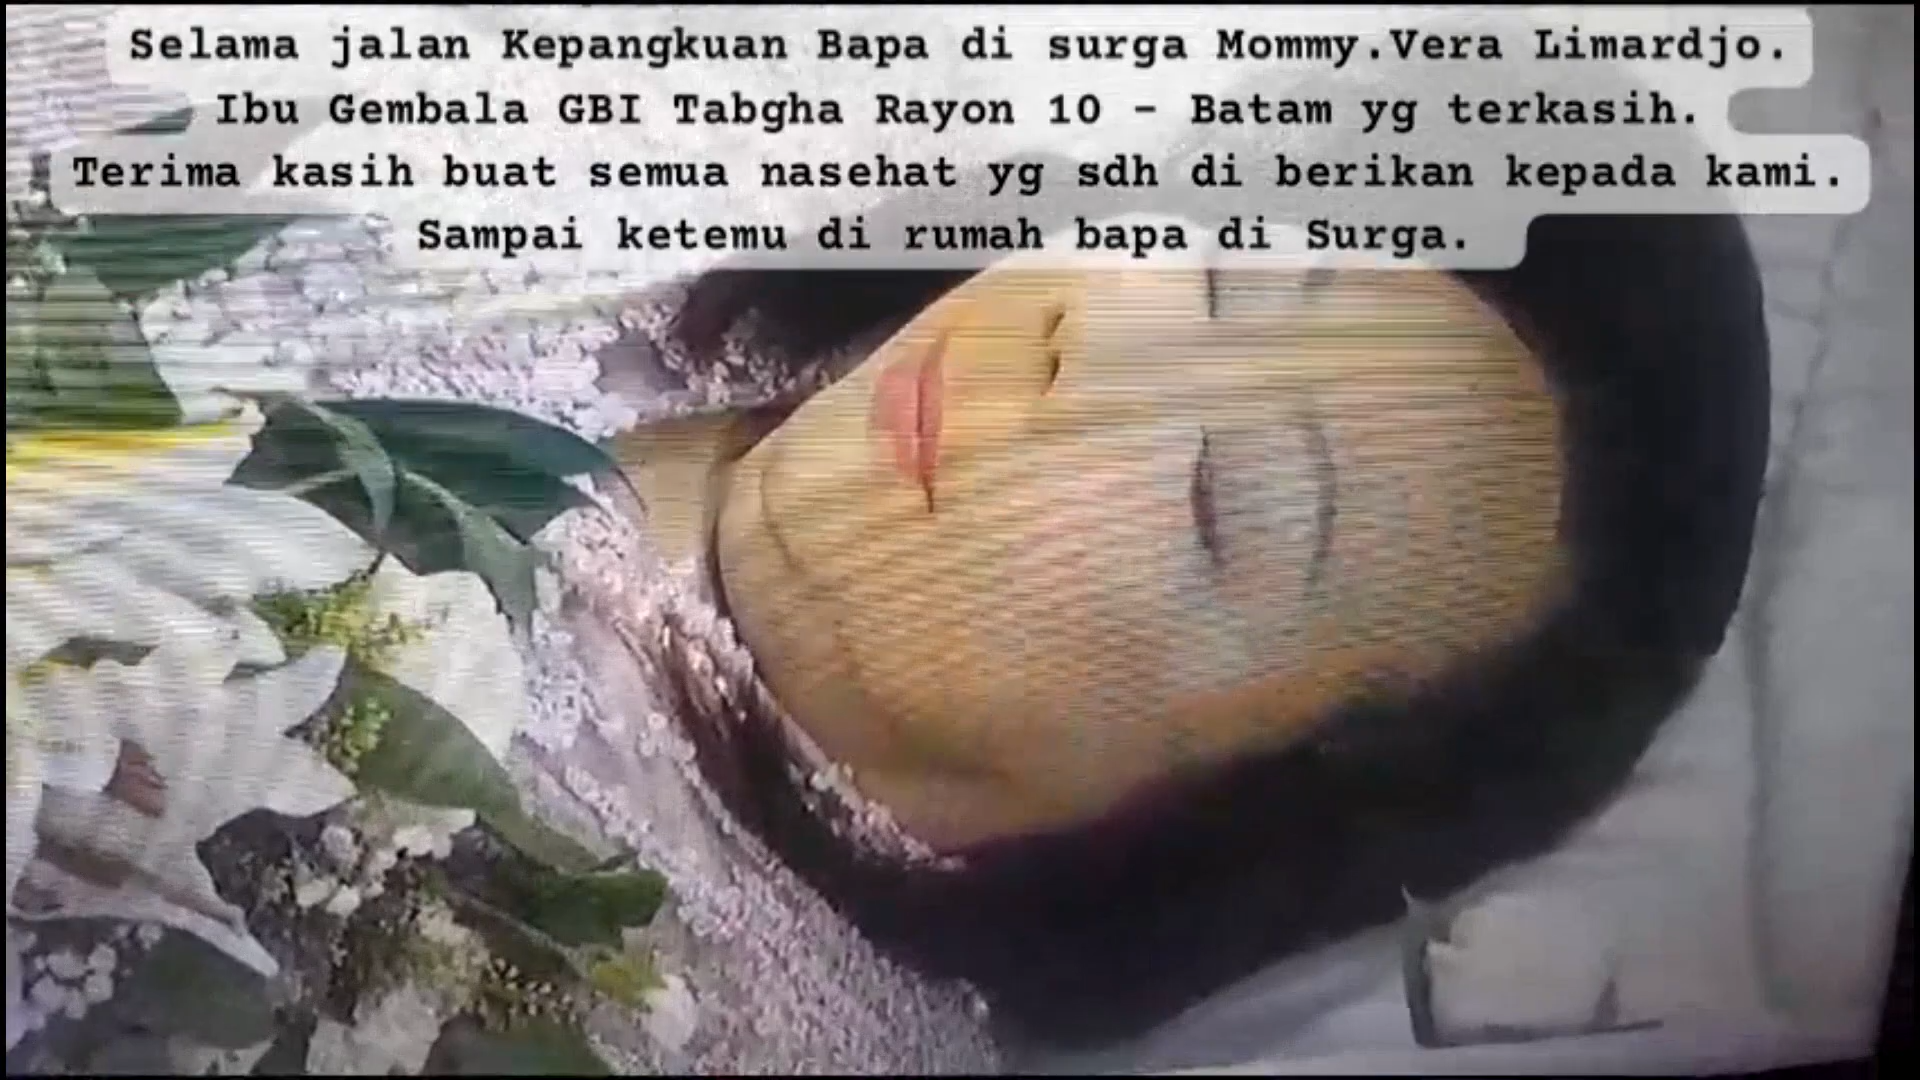 Selama jalan Kepangkuan Bapa di surga Mommy.Vera Limardjo.
Ibu Gembala GBI Tabgha Rayon 10 - Batam yg terkasih.
Terima kasih buat semua nasehat yg sdh di berikan kepada kami.
Sampai ketemu di rumah bapa di Surga.